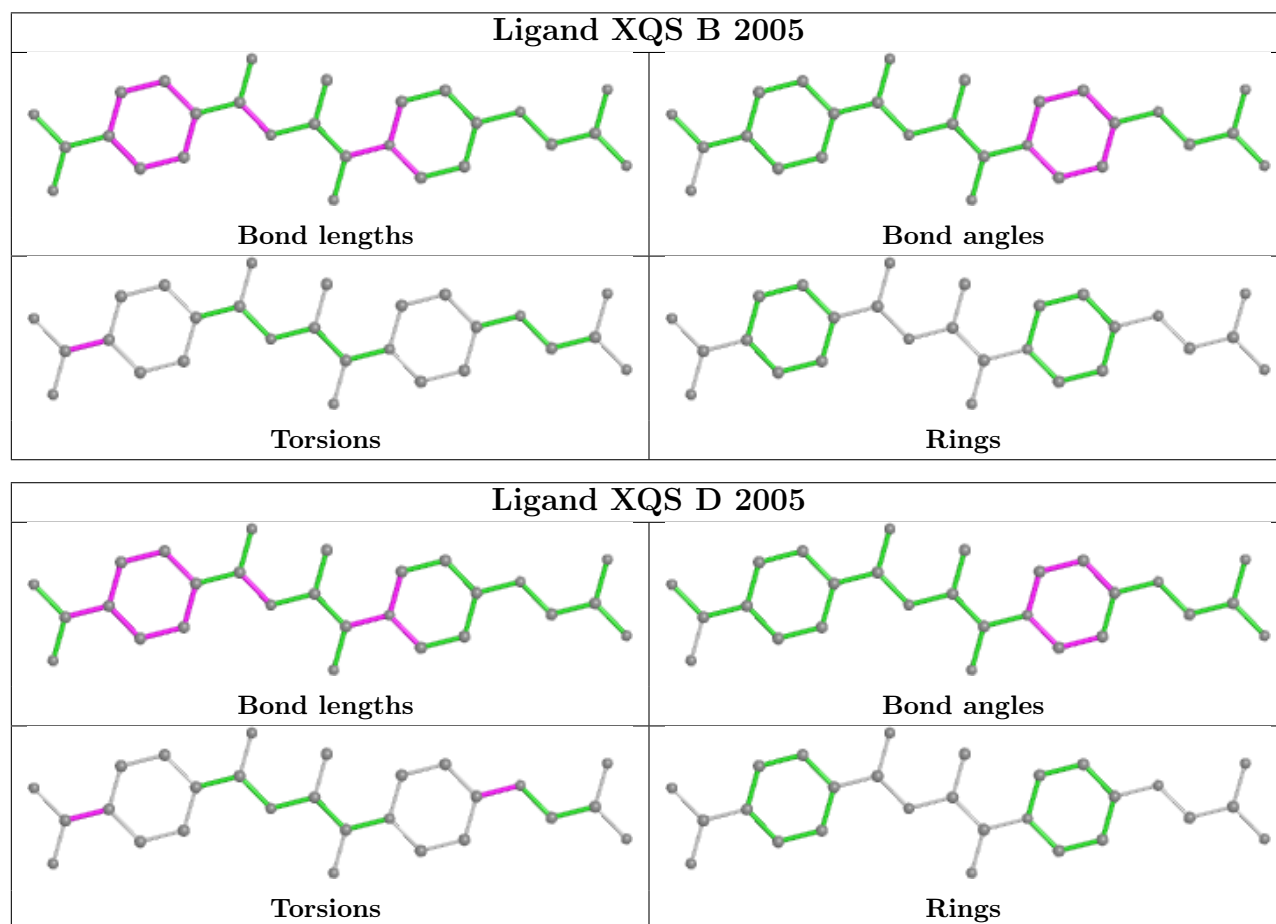 Ligand XQS B 2005
Bond lengths
Bond angles
Torsions
Rings
Ligand XQS D 2005
Bond lengths
Bond angles
Torsions
Rings